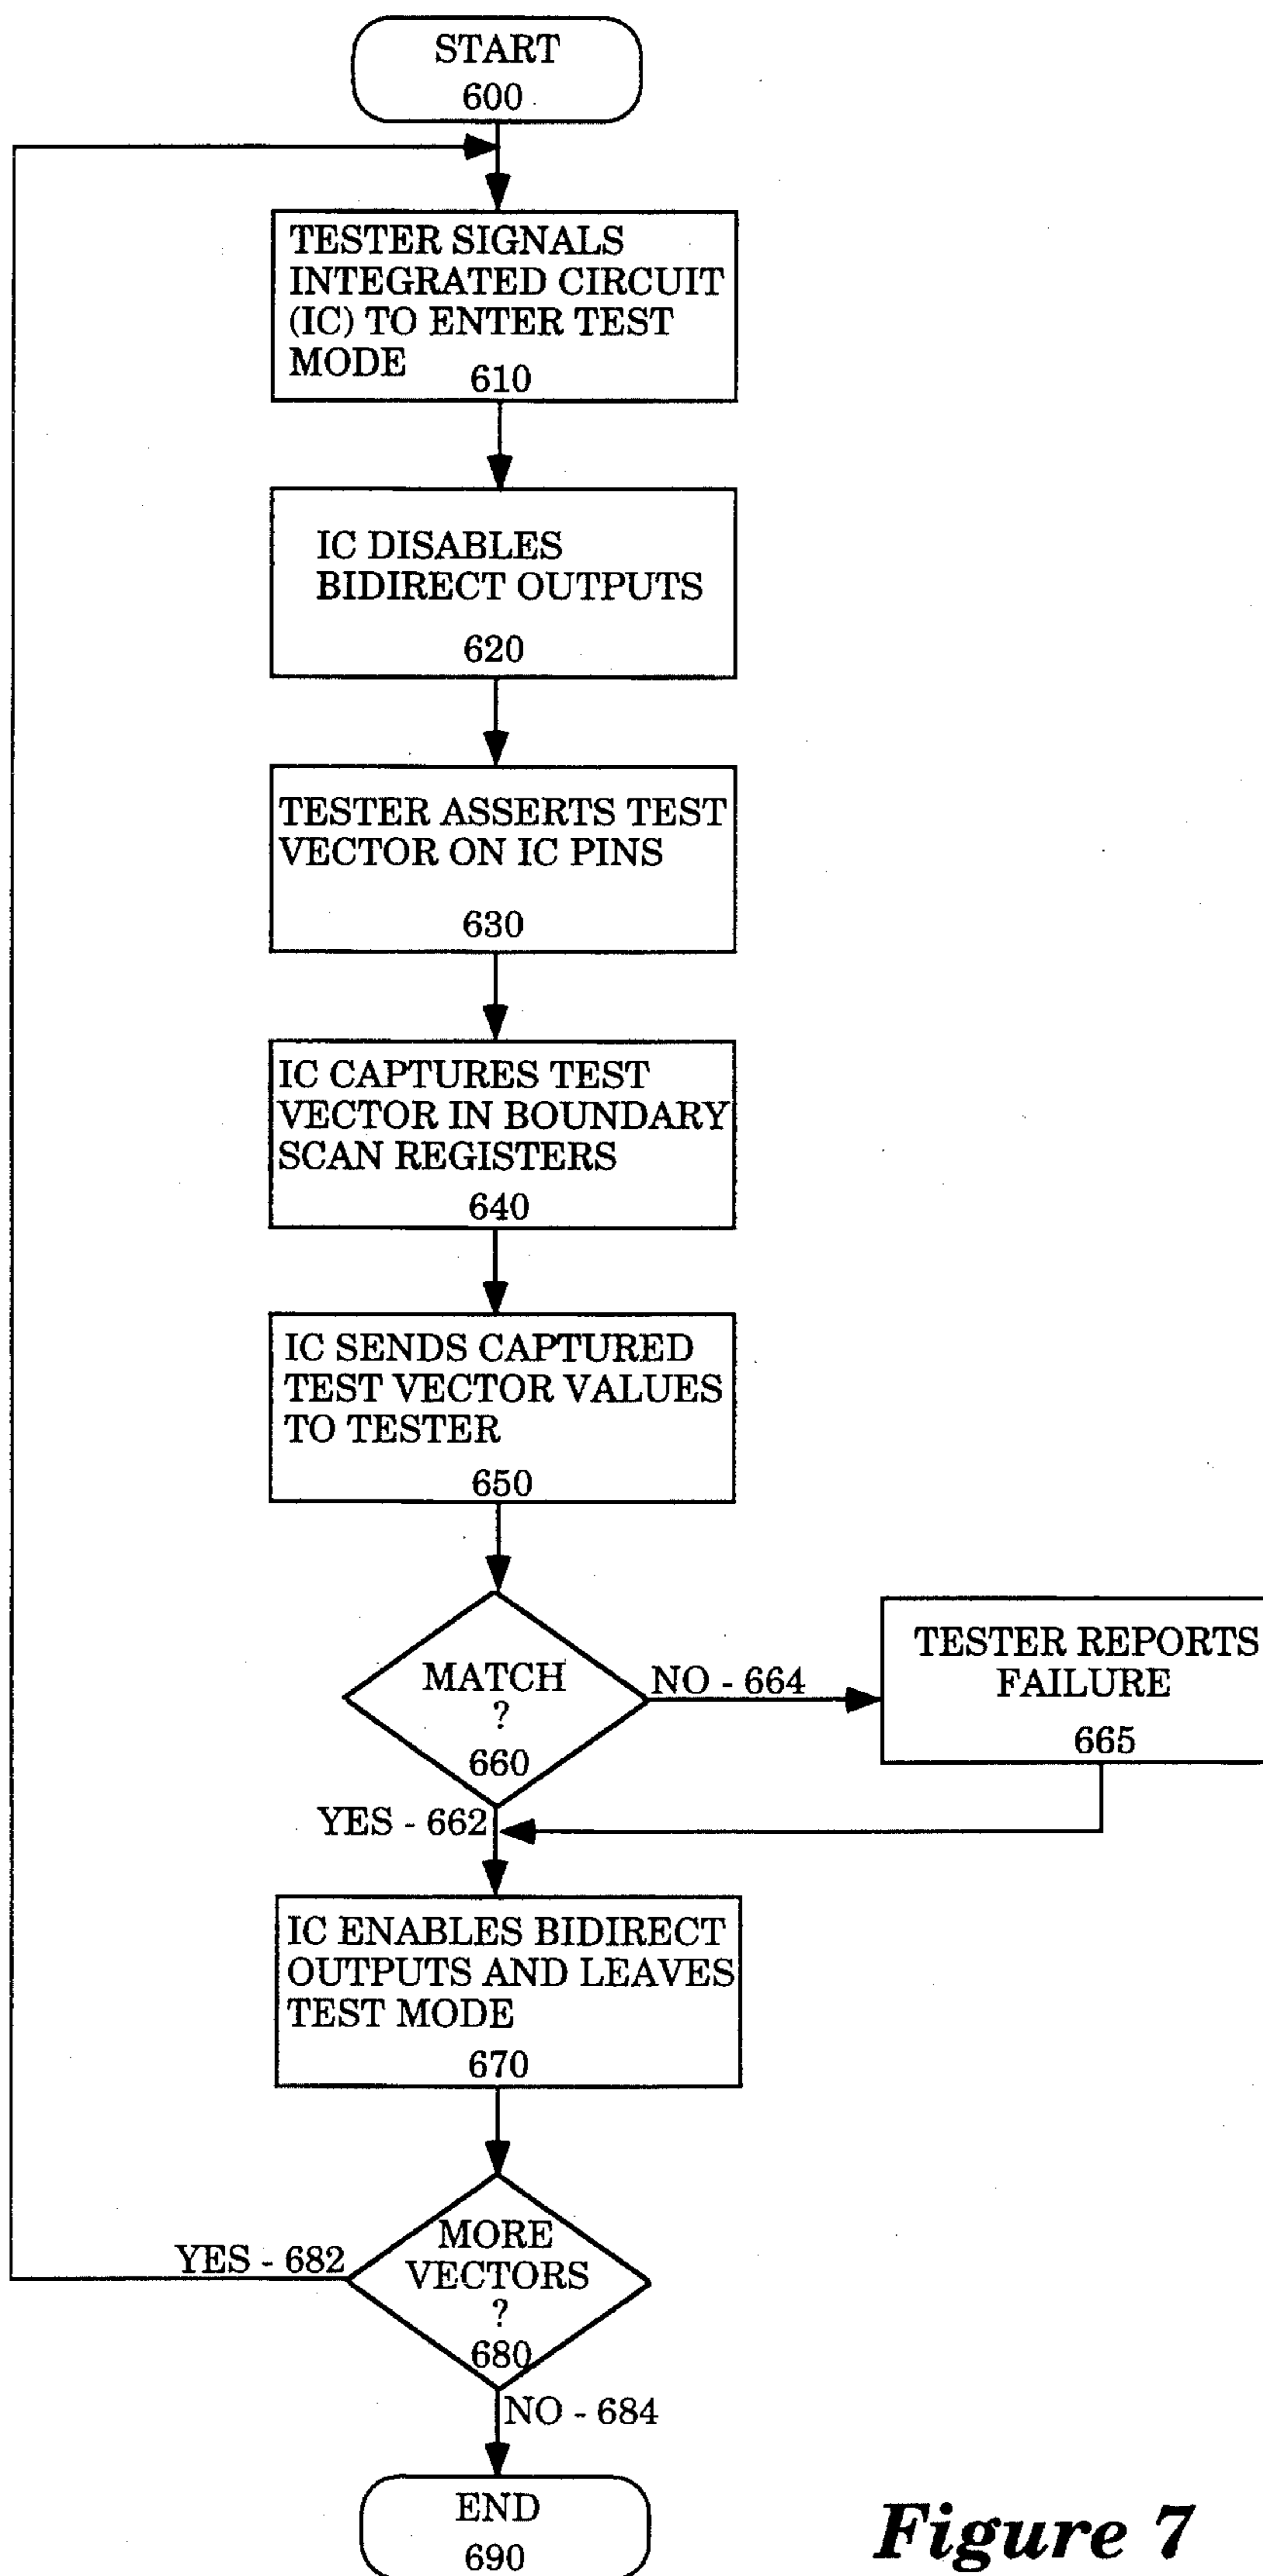 START
600
TESTER SIGNALS
INTEGRATED CIRCUIT
(IC) TO ENTER TEST
MODE
610
IC DISABLES
BIDIRECT OUTPUTS
620
TESTER ASSERTS TEST
VECTOR ON IC PINS
630
IC CAPTURES TEST
VECTOR IN BOUNDARY
SCAN REGISTERS
640
IC SENDS CAPTURED
TEST VECTOR VALUES
TO TESTER
650
MATCH
?
660
NO - 664
TESTER REPORTS
FAILURE
665
YES - 662
IC ENABLES BIDIRECT
OUTPUTS AND LEAVES
TEST MODE
670
MORE
VECTORS
?
680
YES - 682
NO - 684
END
690
Figure 7